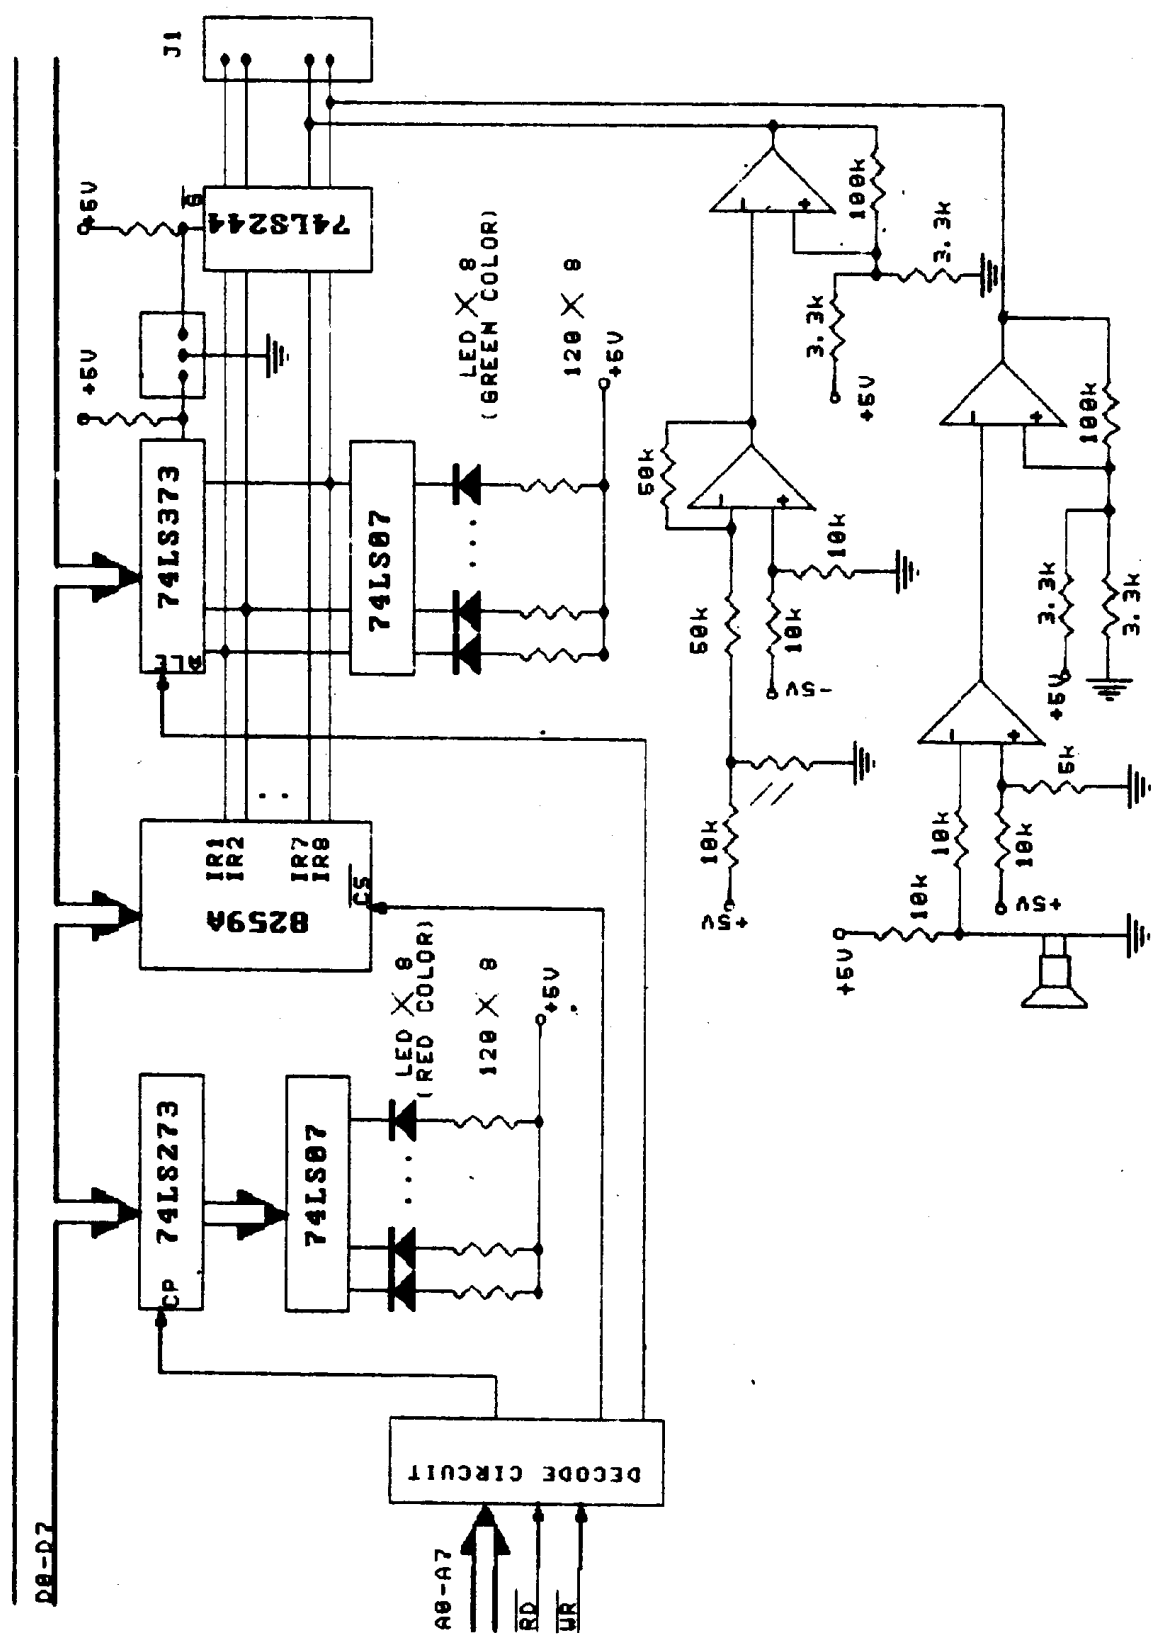 D0-D7
A0-A7
RD
WR
DECODE CIRCUIT
CP 74LS273
74LS07
LED X 8
(RED COLOR)
120 X 8
+5V
8259A
IR1
IR2
. .
IR7
IR8
CS
74LS373
+5V
74LS07
LED X 8
(GREEN COLOR)
120 X 8
+5V
+5V
G
74LS244
J1
+5V
10k
50k
50k
-5V
10k
10k
-
+
+5V
3.3k
3.3k
100k
-
+
+5V
10k
10k
+5V
10k
5k
-
+
+5V
3.3k
3.3k
100k
-
+